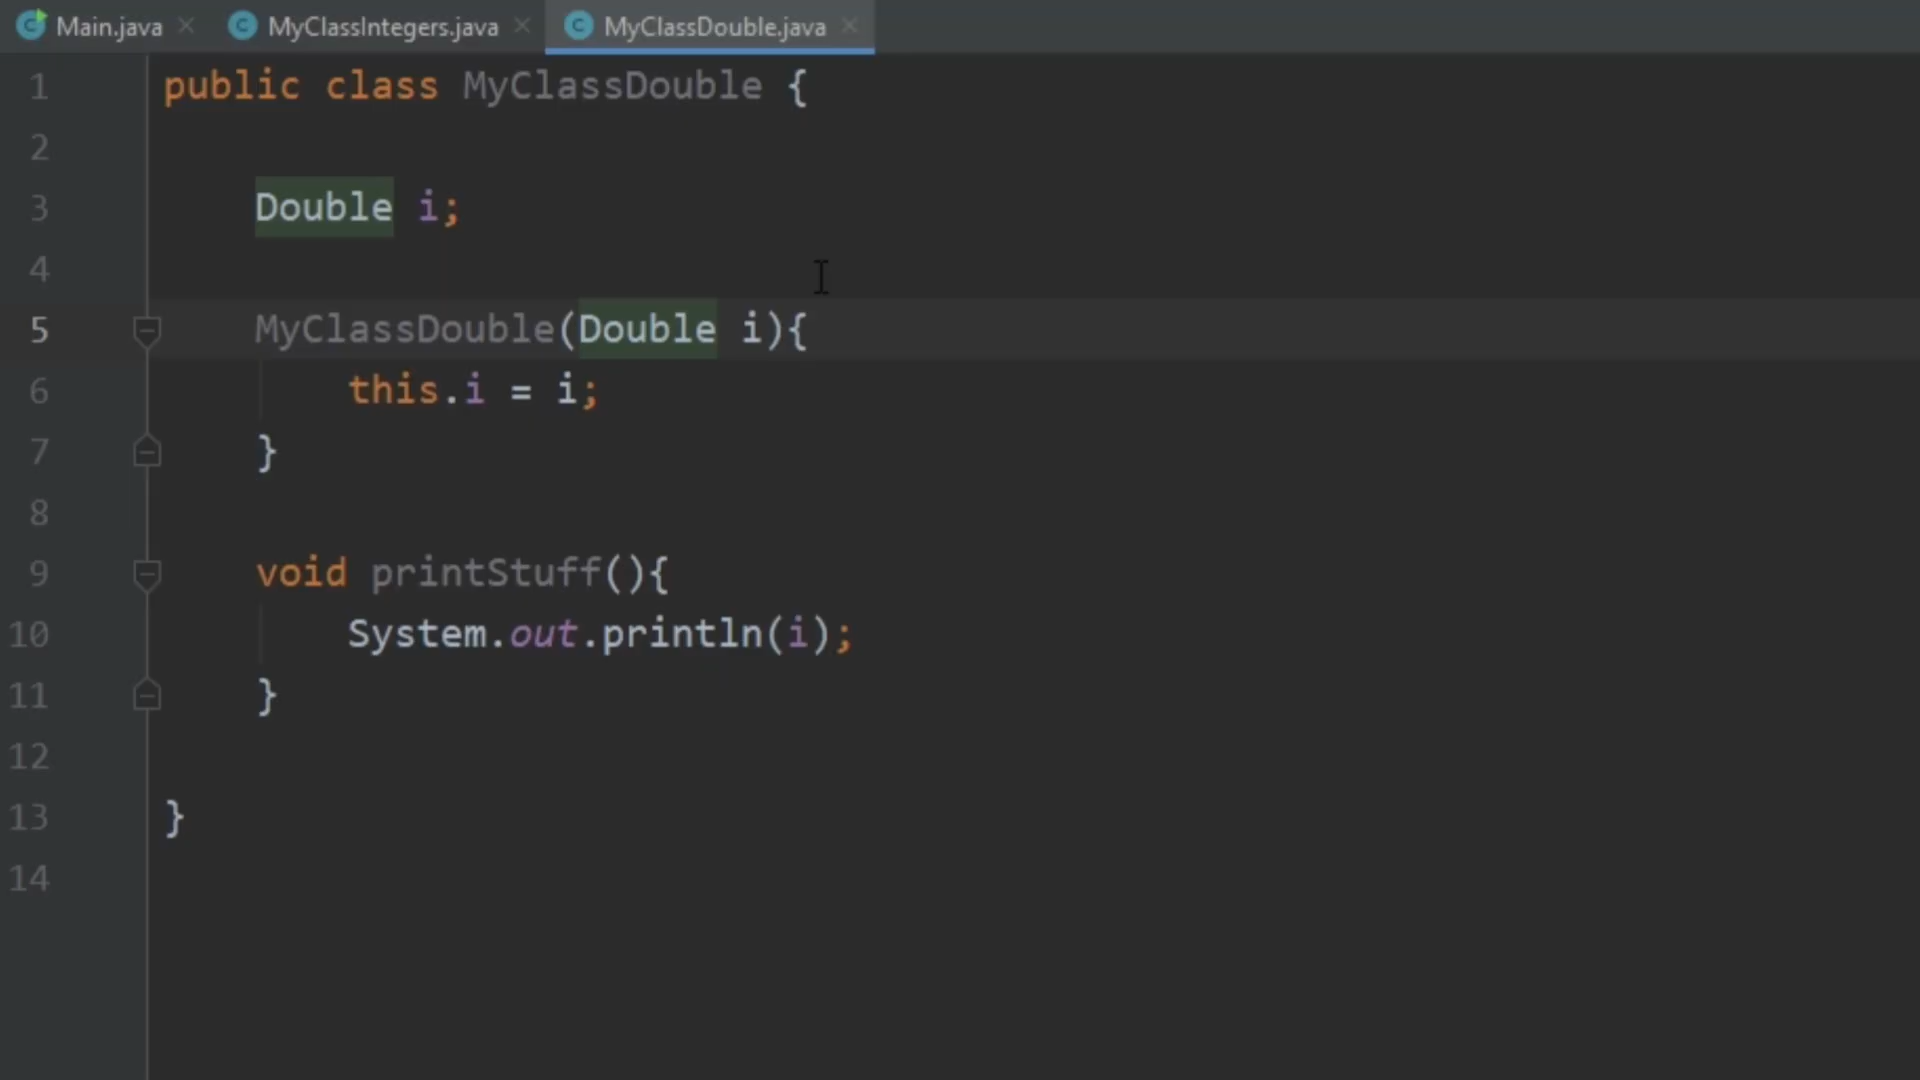 Main.java
MyClassIntegers.java
MyClassDouble.java
1 public class MyClassDouble {
2
3 Double i;
4
5 MyClassDouble(Double i){
6 this.i = i;
7 }
8
9 void printStuff(){
10 System.out.println(i);
11 }
12
13 }
14